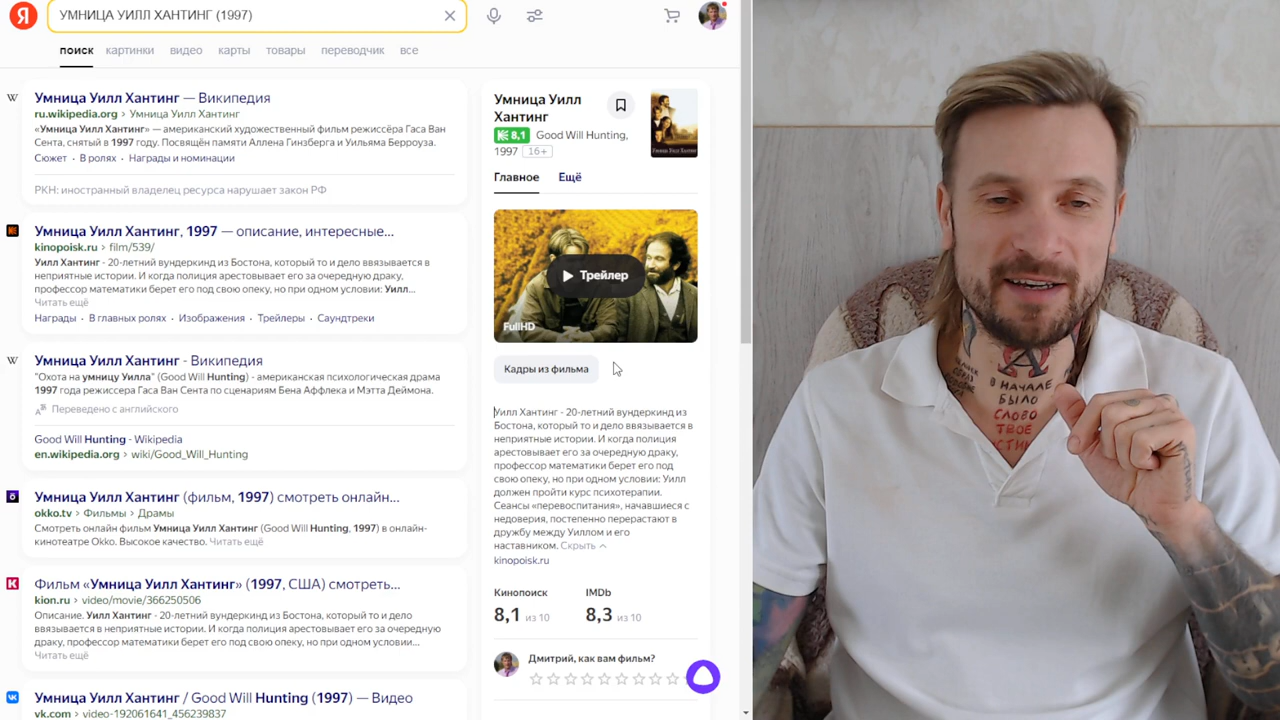 Я
УМНИЦА УИЛЛ ХАНТИНГ (1997)
поиск картинки видео карты товары переводчик все
W
Умница Уилл Хантинг — Википедия
ru.wikipedia.org › Умница Уилл Хантинг
«Умница Уилл Хантинг» — американский художественный фильм режиссёра Гаса Ван
Сента, снятый в 1997 году. Посвящён памяти Аллена Гинзберга и Уильяма Берроуза.
Сюжет · В ролях · Награды и номинации
РКН: иностранный владелец ресурса нарушает закон РФ
Умница Уилл Хантинг, 1997 — описание, интересные...
kinopoisk.ru › film/539/
Уилл Хантинг - 20-летний вундеркинд из Бостона, который то и дело ввязывается в
неприятные истории. И когда полиция арестовывает его за очередную драку,
профессор математики берет его под свою опеку, но при одном условии: Уилл...
Читать ещё
Награды · В главных ролях · Изображения · Трейлеры · Саундтреки
W
Умница Уилл Хантинг - Википедия
"Охота на умницу Уилла" (Good Will Hunting) - американская психологическая драма
1997 года режиссера Гаса Ван Сента по сценариям Бена Аффлека и Мэтта Деймона.
Переведено с английского
Good Will Hunting - Wikipedia
en.wikipedia.org › wiki/Good_Will_Hunting
Умница Уилл Хантинг (фильм, 1997) смотреть онлайн...
okko.tv › Фильмы › Драмы
Смотреть онлайн фильм Умница Уилл Хантинг (Good Will Hunting, 1997) в онлайн-
кинотеатре Okko. Высокое качество. Читать ещё
Фильм «Умница Уилл Хантинг» (1997, США) смотреть...
kion.ru › video/movie/366250506
Описание. Уилл Хантинг - 20-летний вундеркинд из Бостона, который то и дело
ввязывается в неприятные истории. И когда полиция арестовывает его за очередную
драку, профессор математики берет его под свою опеку, но при одном условии...
Читать ещё
Умница Уилл Хантинг / Good Will Hunting (1997) — Видео
vk.com › video-192061641_456239837
Умница Уилл
Хантинг
8,1 Good Will Hunting,
1997 16+
Главное Ещё
Трейлер
FullHD
Кадры из фильма
Уилл Хантинг - 20-летний вундеркинд из
Бостона, который то и дело ввязывается в
неприятные истории. И когда полиция
арестовывает его за очередную драку,
профессор математики берет его под
свою опеку, но при одном условии: Уилл
должен пройти курс психотерапии.
Сеансы «перевоспитания», начавшиеся с
недоверия, постепенно перерастают в
дружбу между Уиллом и его
наставником. Скрыть
kinopoisk.ru
Кинопоиск IMDb
8,1 из 10 8,3 из 10
Дмитрий, как вам фильм?
В НАЧАЛЕ
БЫЛО
СЛОВО
ТВОЕ